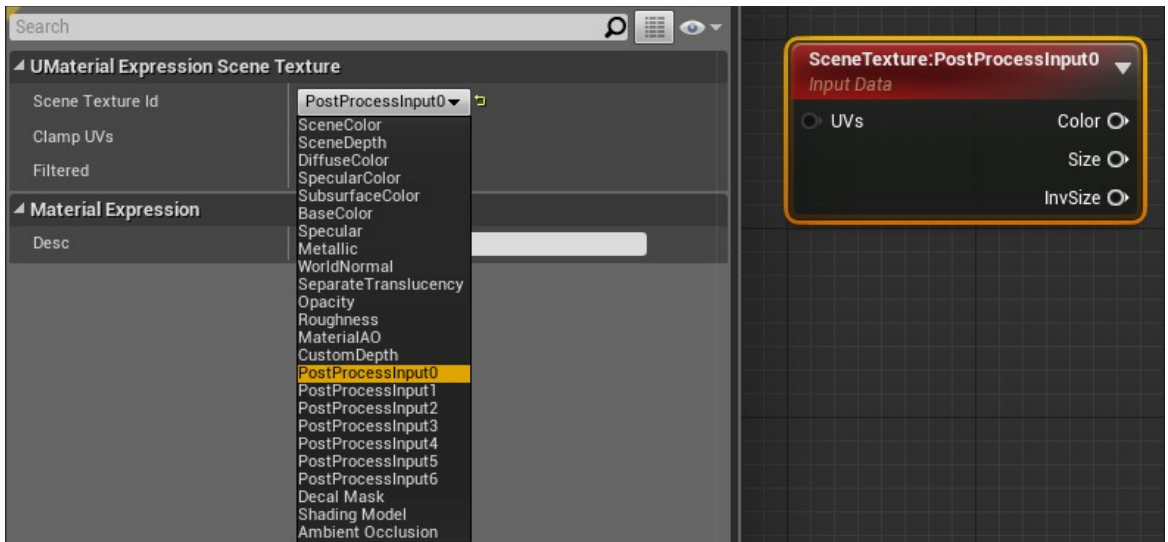 Search
UMaterial Expression Scene Texture
Scene Texture Id
PostProcessInput0
Clamp UVs
Filtered
SceneColor
SceneDepth
DiffuseColor
SpecularColor
SubsurfaceColor
BaseColor
Specular
Metallic
WorldNormal
SeparateTranslucency
Opacity
Roughness
MaterialAO
CustomDepth
PostProcessInput0
PostProcessInput1
PostProcessInput2
PostProcessInput3
PostProcessInput4
PostProcessInput5
PostProcessInput6
Decal Mask
Shading Model
Ambient Occlusion
Material Expression
Desc
SceneTexture:PostProcessInput0
Input Data
UVs
Color
Size
InvSize